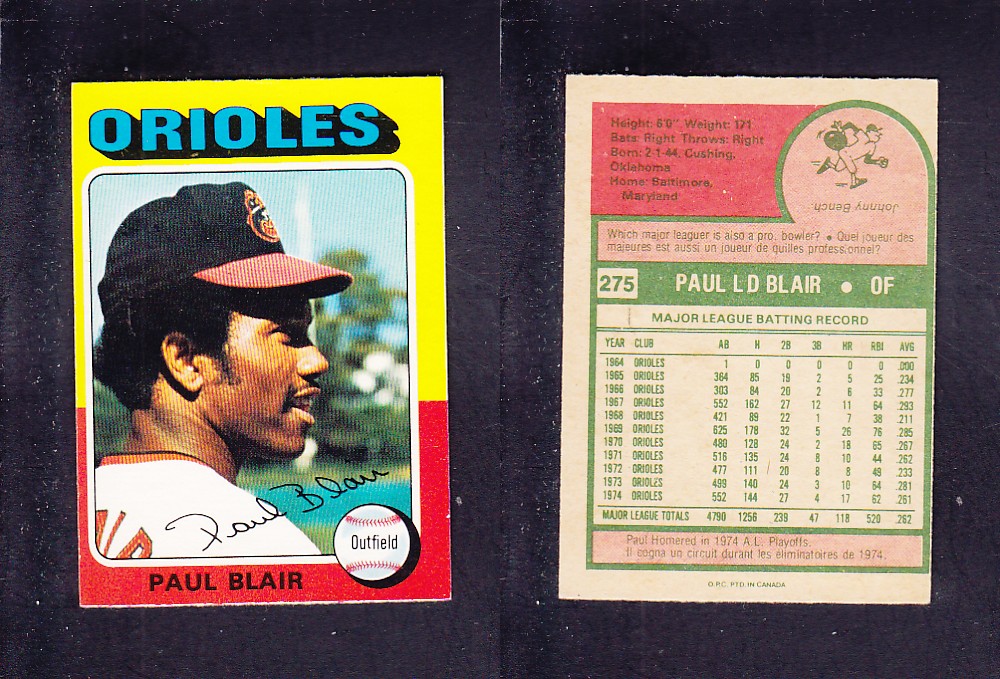 ORIOLES
Paul Blair
Outfield
PAUL BLAIR
Height: 6'0" Weight: 171
Bats: Right Throws: Right
Born: 2-1-44, Cushing,
Oklahoma
Home: Baltimore,
Maryland
Johnny Bench.
Which major leaguer is also a pro. bowler? • Quel joueur des
majeures est aussi un joueur de quilles professionnel?
275 PAUL L D BLAIR • OF
MAJOR LEAGUE BATTING RECORD
YEAR CLUB AB H 2B 3B HR RBI AVG
1964 ORIOLES 1 0 0 0 0 0 .000
1965 ORIOLES 364 85 19 2 5 25 .234
1966 ORIOLES 303 84 20 2 6 33 .277
1967 ORIOLES 552 162 27 12 11 64 .293
1968 ORIOLES 421 89 22 1 7 38 .211
1969 ORIOLES 625 178 32 5 26 76 .285
1970 ORIOLES 480 128 24 2 18 65 .267
1971 ORIOLES 516 135 24 8 10 44 .262
1972 ORIOLES 477 111 20 8 8 49 .233
1973 ORIOLES 499 140 24 3 10 64 .281
1974 ORIOLES 552 144 27 4 17 62 .261
MAJOR LEAGUE TOTALS 4790 1256 239 47 118 520 .262
Paul Homered in 1974 A.L. Playoffs.
Il cogna un circuit durant les eliminatoires de 1974.
O.P.C. PTD. IN CANADA